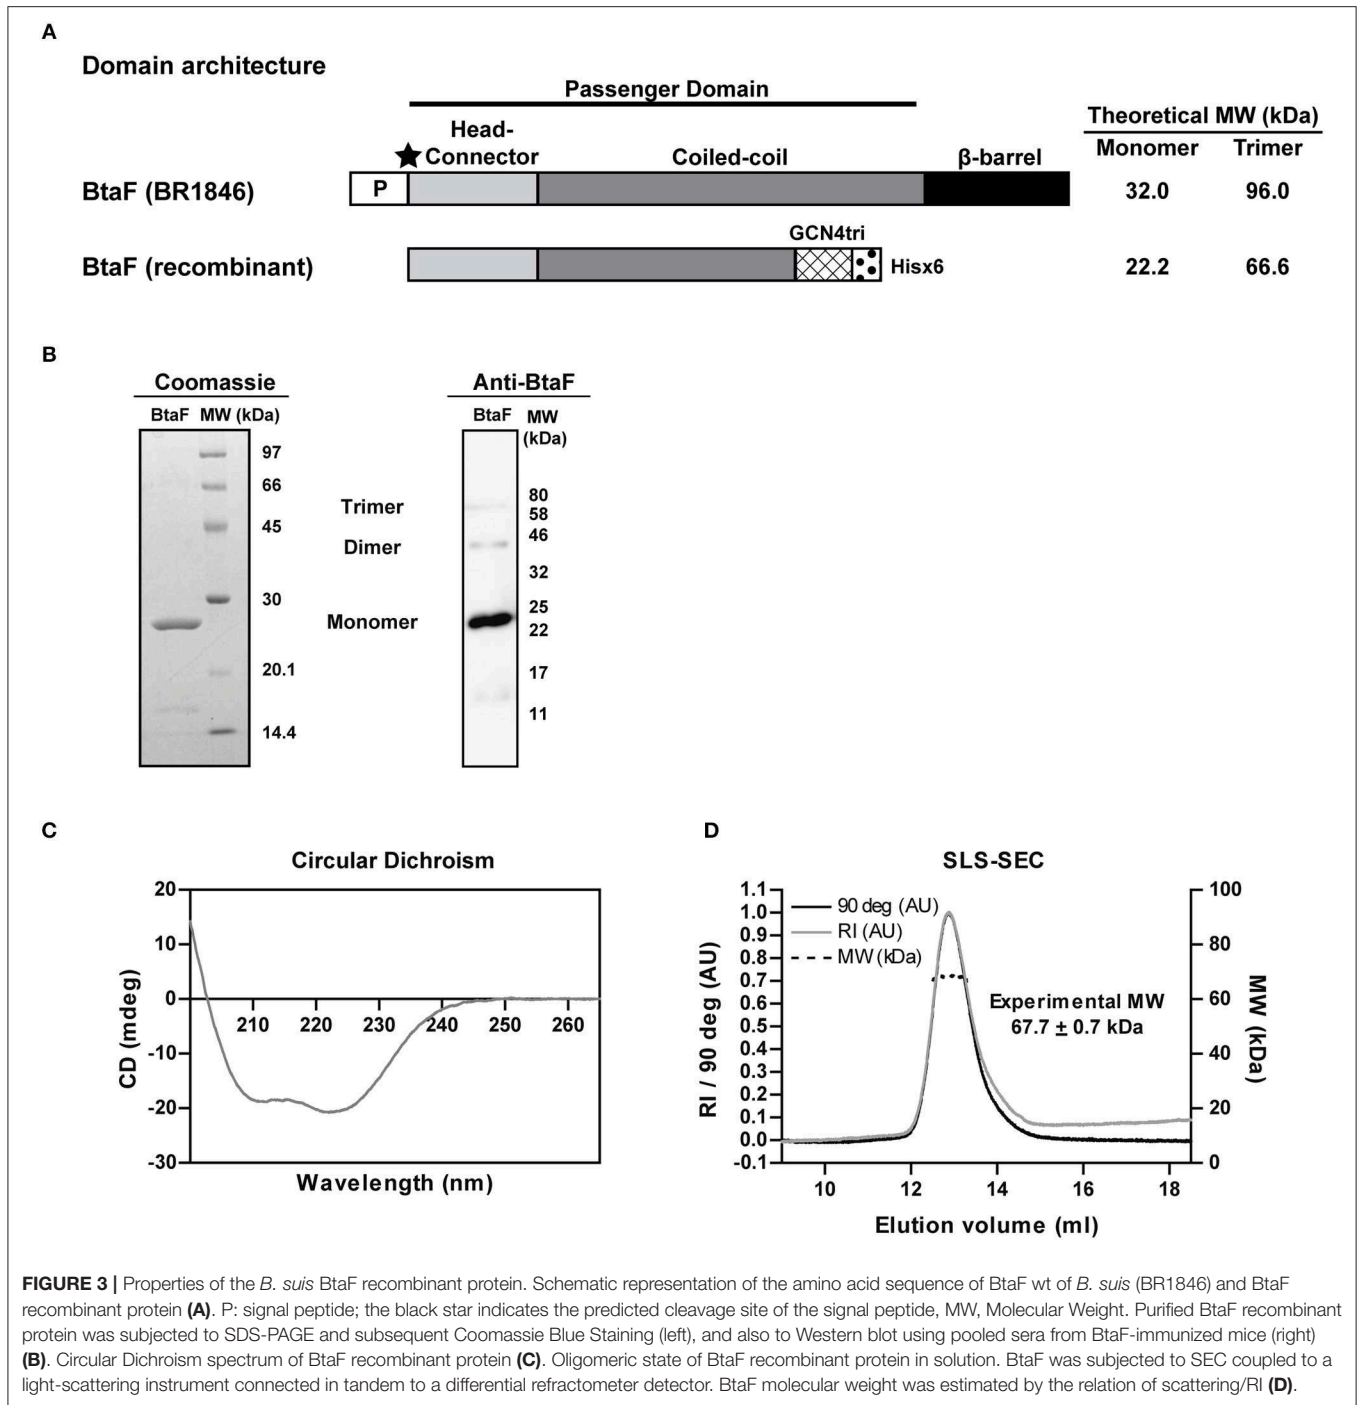 A
Domain architecture
Passenger Domain
Theoretical MW (kDa)
Head-
Connector
Coiled-coil
β-barrel
Monomer
Trimer
BtaF (BR1846)
P
32.0
96.0
GCN4tri
BtaF (recombinant)
Hisx6
22.2
66.6
B
Coomassie
BtaF MW (kDa)
97
66
45
30
20.1
14.4
Trimer
Dimer
Monomer
Anti-BtaF
BtaF MW
(kDa)
80
58
46
32
25
22
17
11
C
Circular Dichroism
CD (mdeg)
20
10
0
-10
-20
-30
210 220 230 240 250 260
Wavelength (nm)
D
SLS-SEC
RI / 90 deg (AU)
1.1
1.0
0.9
0.8
0.7
0.6
0.5
0.4
0.3
0.2
0.1
0.0
-0.1
90 deg (AU)
RI (AU)
MW (kDa)
Experimental MW
67.7 ± 0.7 kDa
100
80
60
40
20
0
MW (kDa)
10 12 14 16 18
Elution volume (ml)
FIGURE 3 | Properties of the B. suis BtaF recombinant protein. Schematic representation of the amino acid sequence of BtaF wt of B. suis (BR1846) and BtaF
recombinant protein (A). P: signal peptide; the black star indicates the predicted cleavage site of the signal peptide, MW, Molecular Weight. Purified BtaF recombinant
protein was subjected to SDS-PAGE and subsequent Coomassie Blue Staining (left), and also to Western blot using pooled sera from BtaF-immunized mice (right)
(B). Circular Dichroism spectrum of BtaF recombinant protein (C). Oligomeric state of BtaF recombinant protein in solution. BtaF was subjected to SEC coupled to a
light-scattering instrument connected in tandem to a differential refractometer detector. BtaF molecular weight was estimated by the relation of scattering/RI (D).